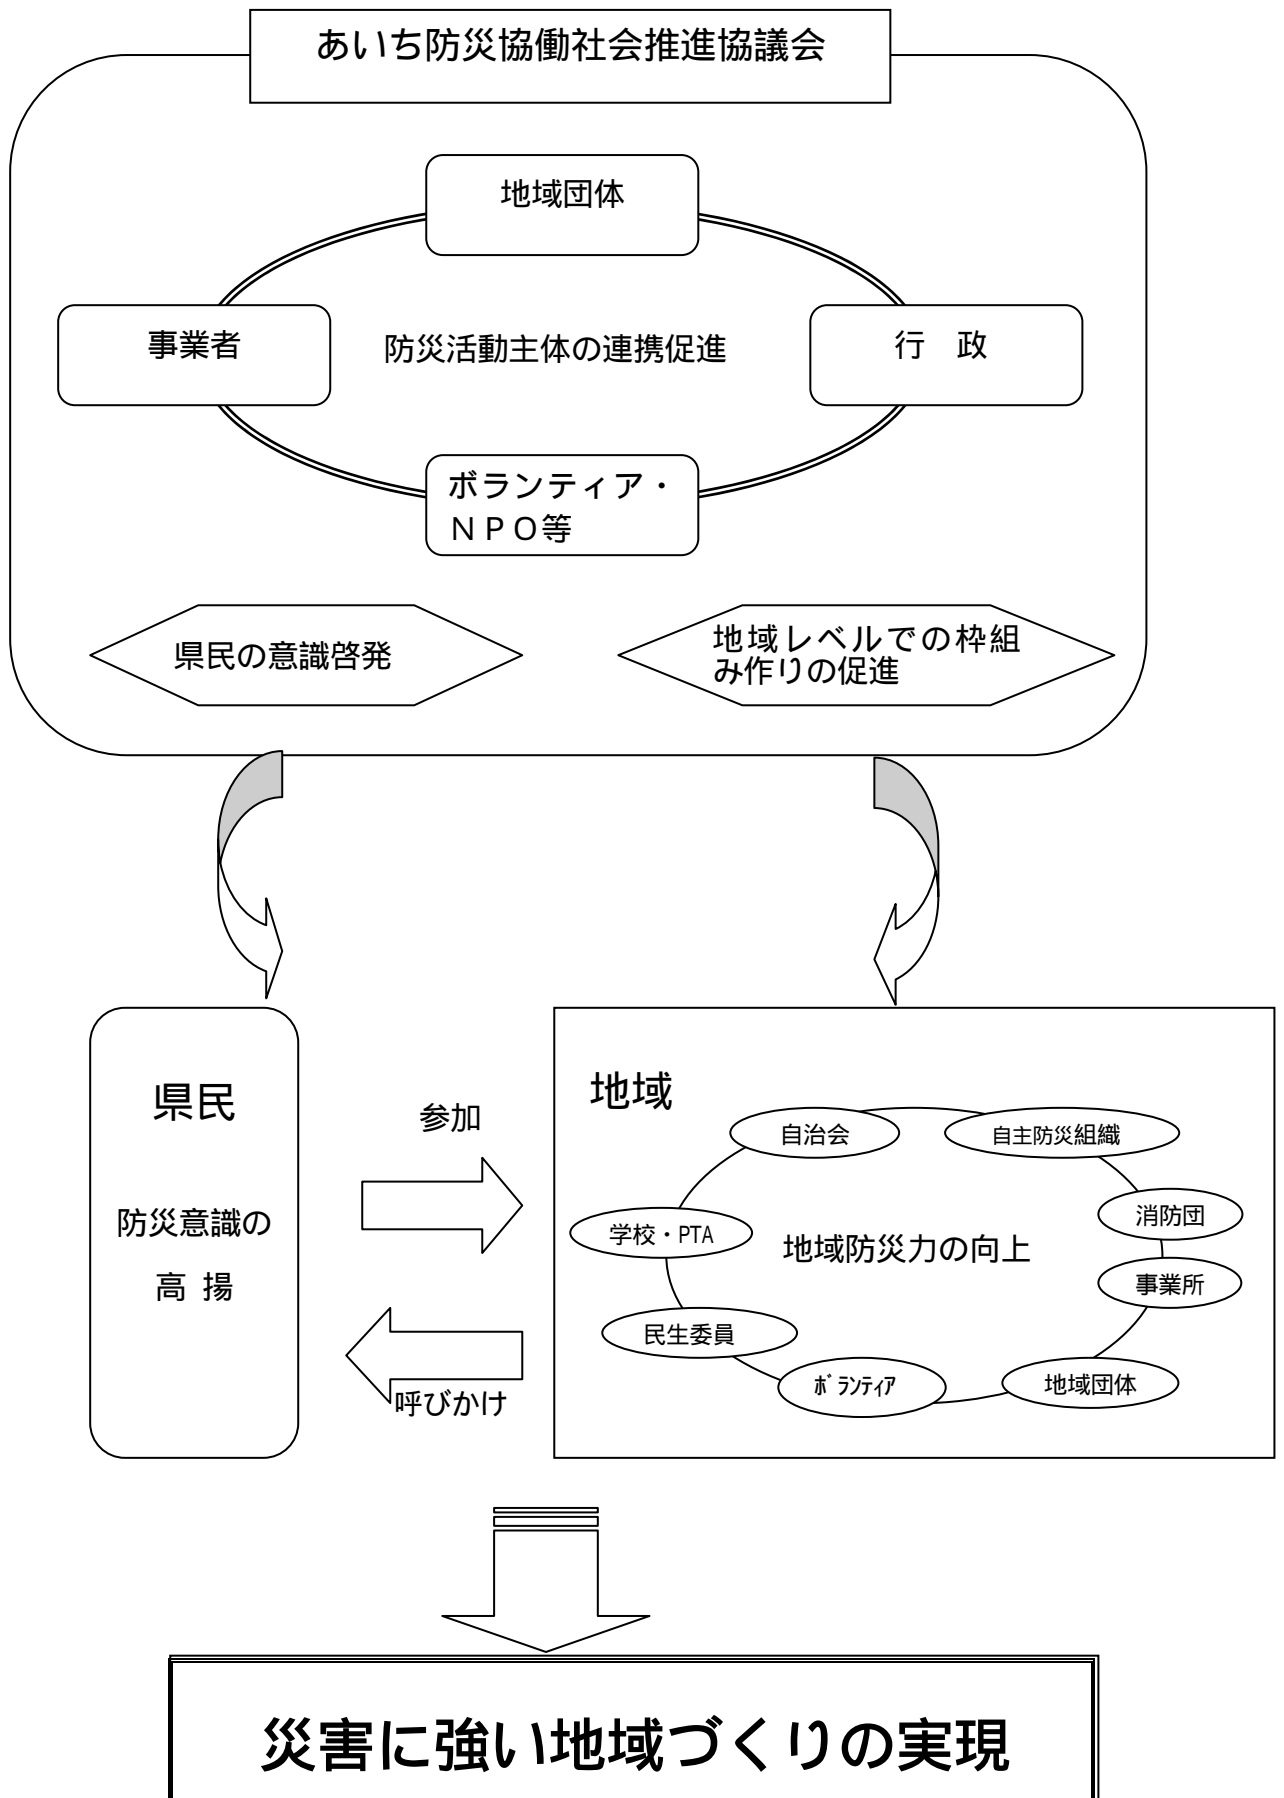 あいち防災協働社会推進協議会
地域団体
事業者
防災活動主体の連携促進
行　政
ボランティア・
ＮＰＯ等
県民の意識啓発
地域レベルでの枠組
み作りの促進
県民
防災意識の
高 揚
参加
呼びかけ
地域
自治会
自主防災組織
学校・PTA
消防団
地域防災力の向上
事業所
民生委員
ﾎﾞﾗﾝﾃｨｱ
地域団体
災害に強い地域づくりの実現